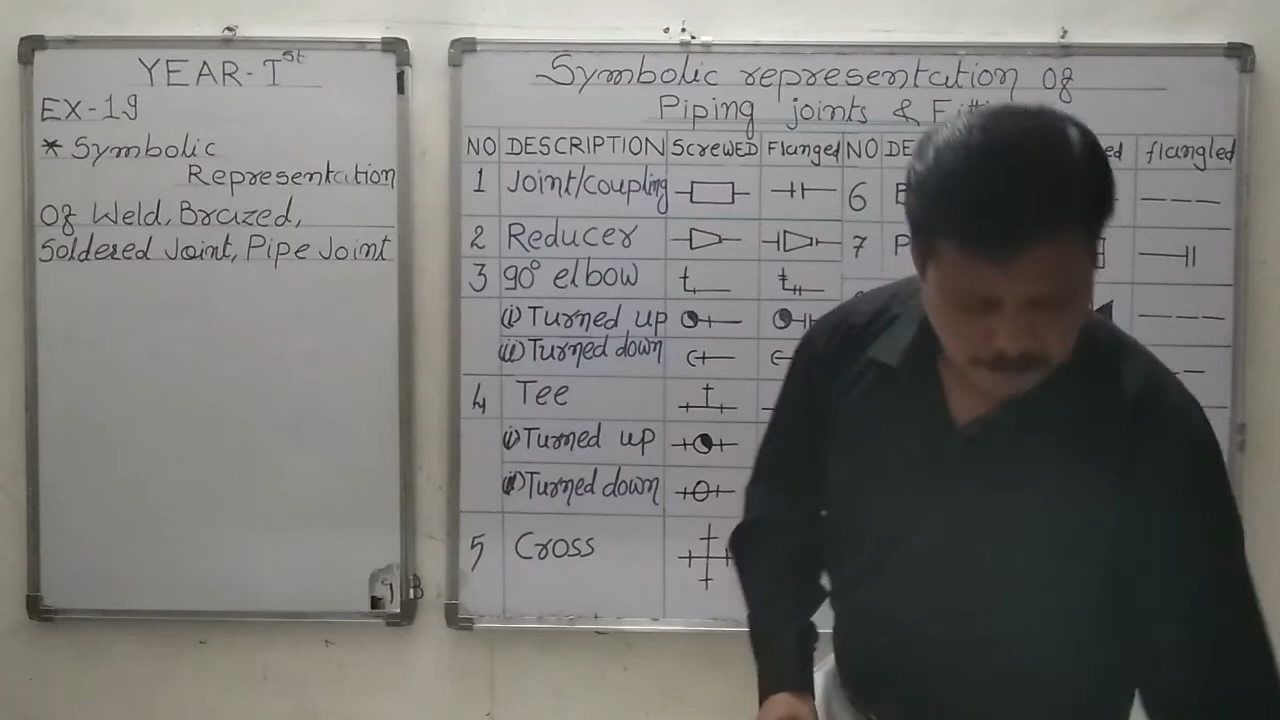 YEAR-Ist
EX-19
* Symbolic
Representation
Of Weld, Brazed,
Soldered Joint, Pipe Joint
Symbolic representation of
Piping joints &
NO DESCRIPTION ScreWED Flanged NO flangled
1 Joint/coupling 6
2 Reducer 7
3 90° elbow
(i) Turned up
(ii) Turned down
4 Tee
(i) Turned up
(ii) Turned down
5 Cross